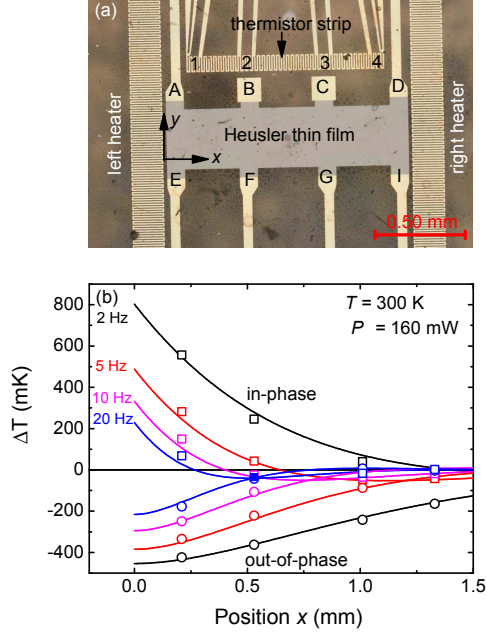 (a)
thermistor strip
1 2 3 4
A B C D
y
left heater
Heusler thin film
right heater
x
E F G I
0.50 mm
(b)
T = 300 K
P = 160 mW
800
600
400
200
0
-200
-400
2 Hz
5 Hz
10 Hz
20 Hz
in-phase
out-of-phase
ΔT (mK)
0.0 0.5 1.0 1.5
Position x (mm)